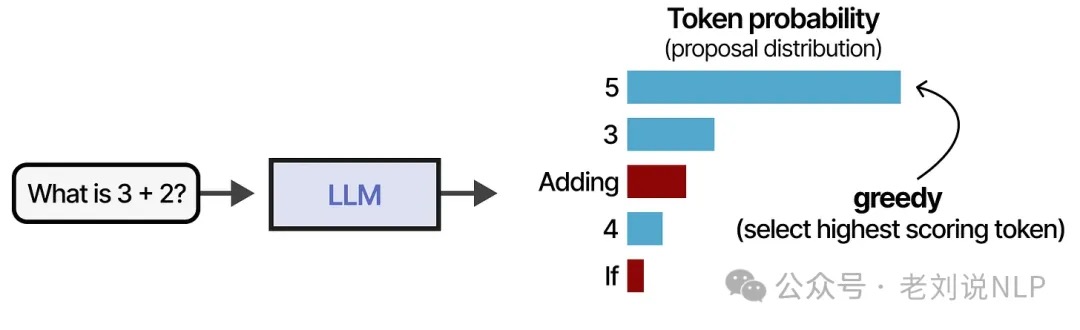 What is 3 + 2?
LLM
Token probability
(proposal distribution)
5
3
Adding
4
If
greedy
(select highest scoring token)
公众号 · 老刘说NLP